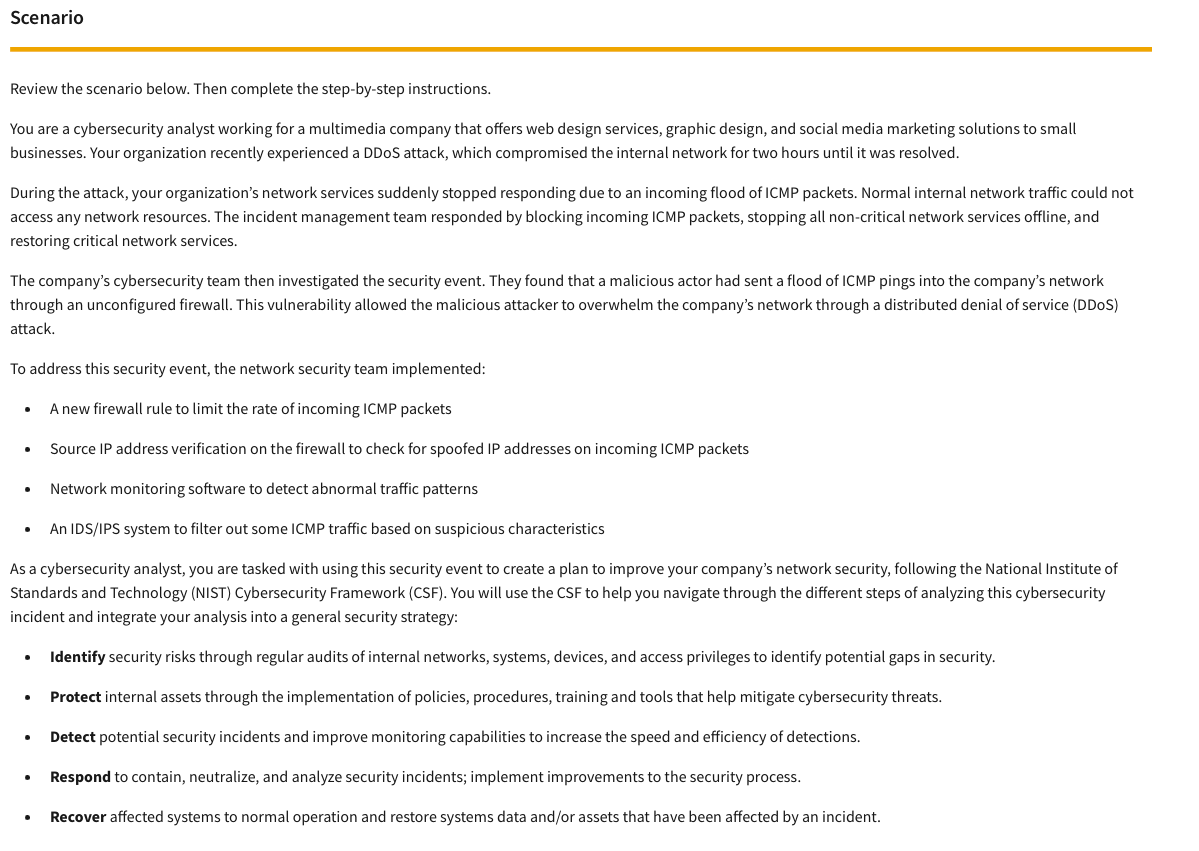 Scenario
Review the scenario below. Then complete the step-by-step instructions.
You are a cybersecurity analyst working for a multimedia company that offers web design services, graphic design, and social media marketing solutions to small
businesses. Your organization recently experienced a DDoS attack, which compromised the internal network for two hours until it was resolved.
During the attack, your organization’s network services suddenly stopped responding due to an incoming flood of ICMP packets. Normal internal network traffic could not
access any network resources. The incident management team responded by blocking incoming ICMP packets, stopping all non-critical network services offline, and
restoring critical network services.
The company’s cybersecurity team then investigated the security event. They found that a malicious actor had sent a flood of ICMP pings into the company’s network
through an unconfigured firewall. This vulnerability allowed the malicious attacker to overwhelm the company’s network through a distributed denial of service (DDoS)
attack.
To address this security event, the network security team implemented:
• A new firewall rule to limit the rate of incoming ICMP packets
• Source IP address verification on the firewall to check for spoofed IP addresses on incoming ICMP packets
• Network monitoring software to detect abnormal traffic patterns
• An IDS/IPS system to filter out some ICMP traffic based on suspicious characteristics
As a cybersecurity analyst, you are tasked with using this security event to create a plan to improve your company’s network security, following the National Institute of
Standards and Technology (NIST) Cybersecurity Framework (CSF). You will use the CSF to help you navigate through the different steps of analyzing this cybersecurity
incident and integrate your analysis into a general security strategy:
• Identify security risks through regular audits of internal networks, systems, devices, and access privileges to identify potential gaps in security.
• Protect internal assets through the implementation of policies, procedures, training and tools that help mitigate cybersecurity threats.
• Detect potential security incidents and improve monitoring capabilities to increase the speed and efficiency of detections.
• Respond to contain, neutralize, and analyze security incidents; implement improvements to the security process.
• Recover affected systems to normal operation and restore systems data and/or assets that have been affected by an incident.